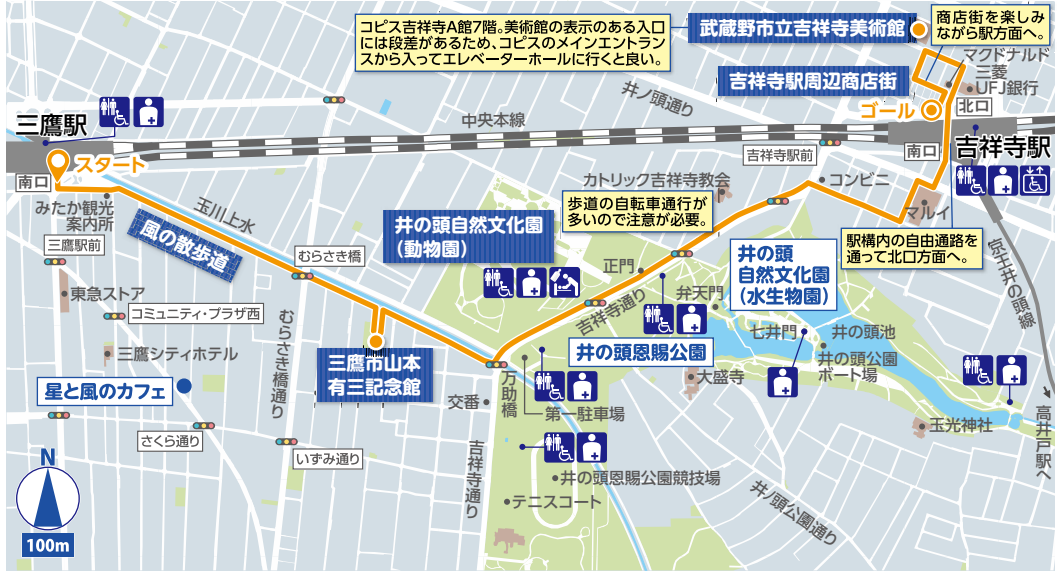 コピス吉祥寺A館7階。美術館の表示のある入口
には段差があるため、コピスのメインエントラン
スから入ってエレベーターホールに行くと良い。
武蔵野市立吉祥寺美術館
商店街を楽しみ
ながら駅方面へ。
吉祥寺駅周辺商店街
マクドナルド
三菱
UFJ銀行
ゴール
北口
井ノ頭通り
中央本線
三鷹駅
スタート
南口
吉祥寺駅前
南口
吉祥寺駅
みたか観光
案内所
玉川上水
風の散歩道
カトリック吉祥寺教会
コンビニ
マルイ
歩道の自転車通行が
多いので注意が必要。
井の頭自然文化園
(動物園)
駅構内の自由通路を
通って北口方面へ。
三鷹駅前
むらさき橋
正門
井の頭
自然文化園
(水生物園)
京王井の頭線
東急ストア
弁天門
吉祥寺通り
コミュニティ・プラザ西
七井門
井の頭池
三鷹シティホテル
むらさき橋通り
三鷹市山本
有三記念館
井の頭恩賜公園
井の頭公園
ボート場
星と風のカフェ
万助橋
大盛寺
交番
第一駐車場
玉光神社
高井戸駅へ
さくら通り
いずみ通り
吉祥寺通り
井の頭恩賜公園競技場
テニスコート
井ノ頭公園通り
N
100m